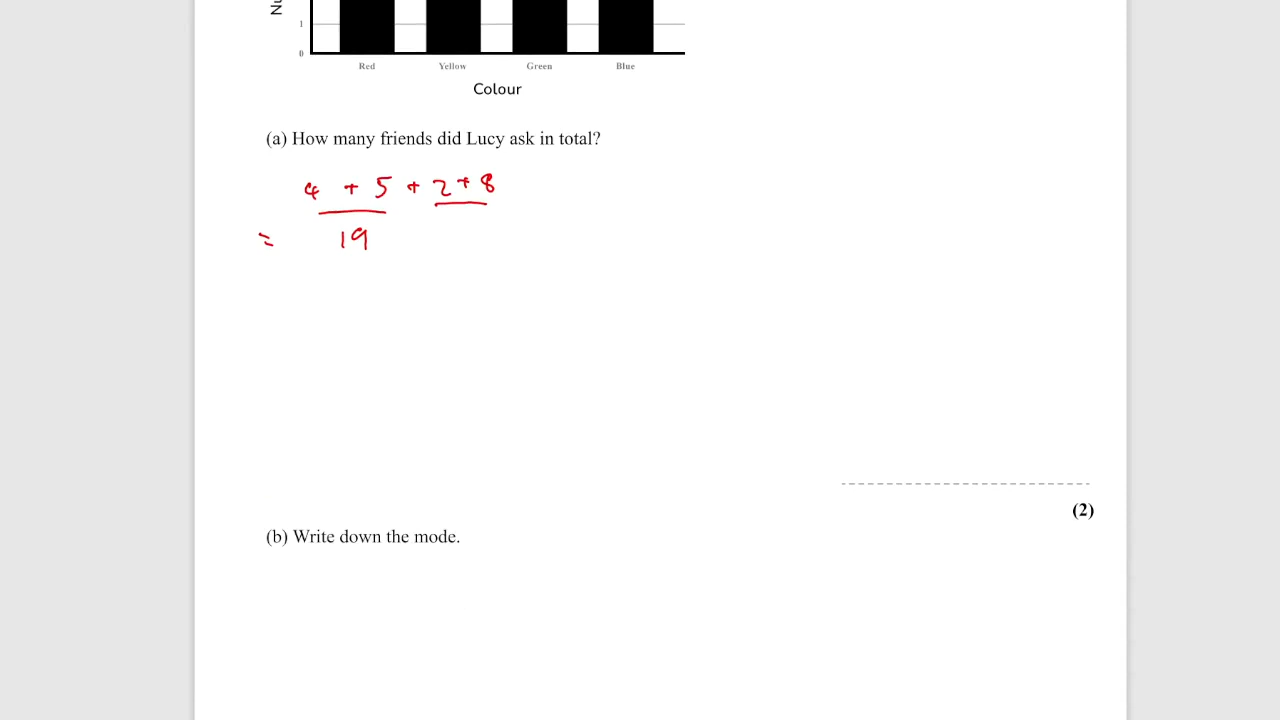 1
0
Red Yellow Green Blue
Colour
(a) How many friends did Lucy ask in total?
4 + 5 + 2 + 8
= 19
(2)
(b) Write down the mode.